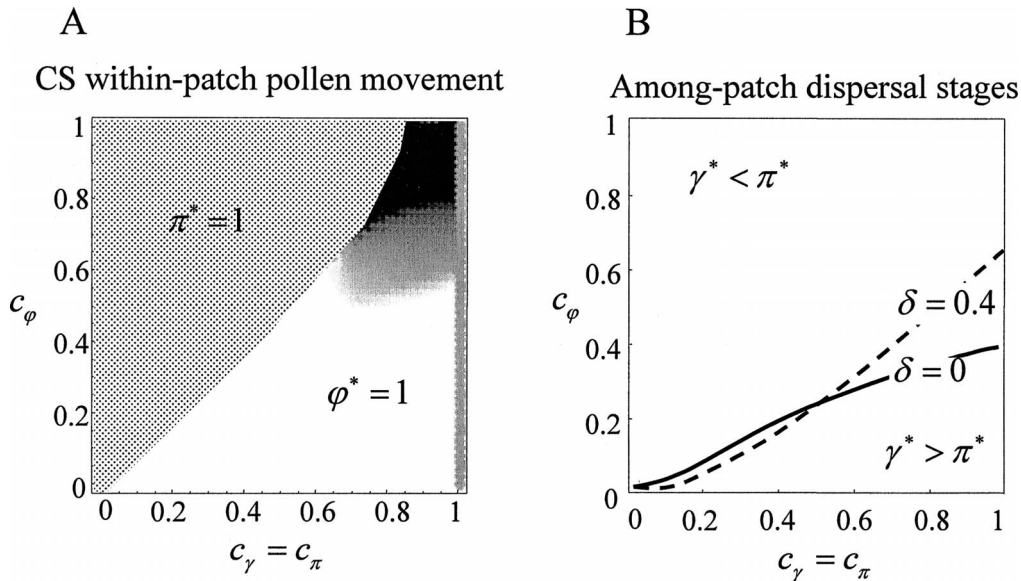 A
CS within-patch pollen movement
1
0.8
0.6
0.4
0.2
0
c_φ
π* = 1
φ* = 1
0 0.2 0.4 0.6 0.8 1
c_γ = c_π
B
Among-patch dispersal stages
1
0.8
0.6
0.4
0.2
0
c_φ
γ* < π*
δ = 0.4
δ = 0
γ* > π*
0 0.2 0.4 0.6 0.8 1
c_γ = c_π